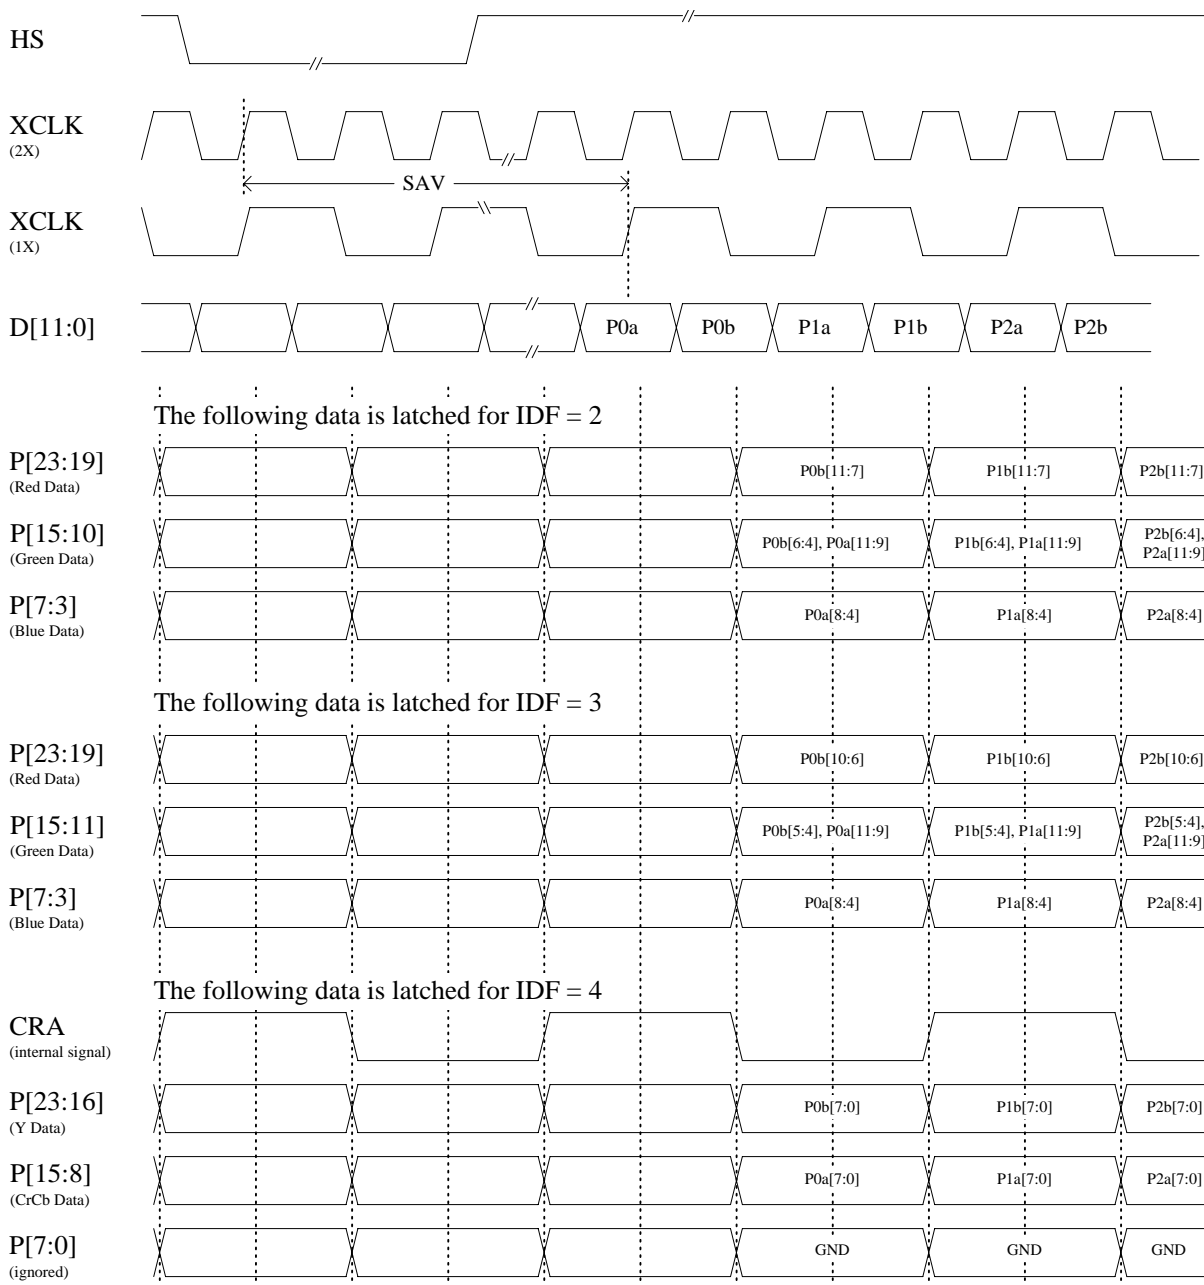 HS
XCLK
(2X)
SAV
XCLK
(1X)
D[11:0] P0a P0b P1a P1b P2a P2b
The following data is latched for IDF = 2
P[23:19] P0b[11:7] P1b[11:7] P2b[11:7]
(Red Data)
P[15:10] P0b[6:4], P0a[11:9] P1b[6:4], P1a[11:9] P2b[6:4], P2a[11:9]
(Green Data)
P[7:3] P0a[8:4] P1a[8:4] P2a[8:4]
(Blue Data)
The following data is latched for IDF = 3
P[23:19] P0b[10:6] P1b[10:6] P2b[10:6]
(Red Data)
P[15:11] P0b[5:4], P0a[11:9] P1b[5:4], P1a[11:9] P2b[5:4], P2a[11:9]
(Green Data)
P[7:3] P0a[8:4] P1a[8:4] P2a[8:4]
(Blue Data)
The following data is latched for IDF = 4
CRA
(internal signal)
P[23:16] P0b[7:0] P1b[7:0] P2b[7:0]
(Y Data)
P[15:8] P0a[7:0] P1a[7:0] P2a[7:0]
(CrCb Data)
P[7:0] GND GND GND
(ignored)